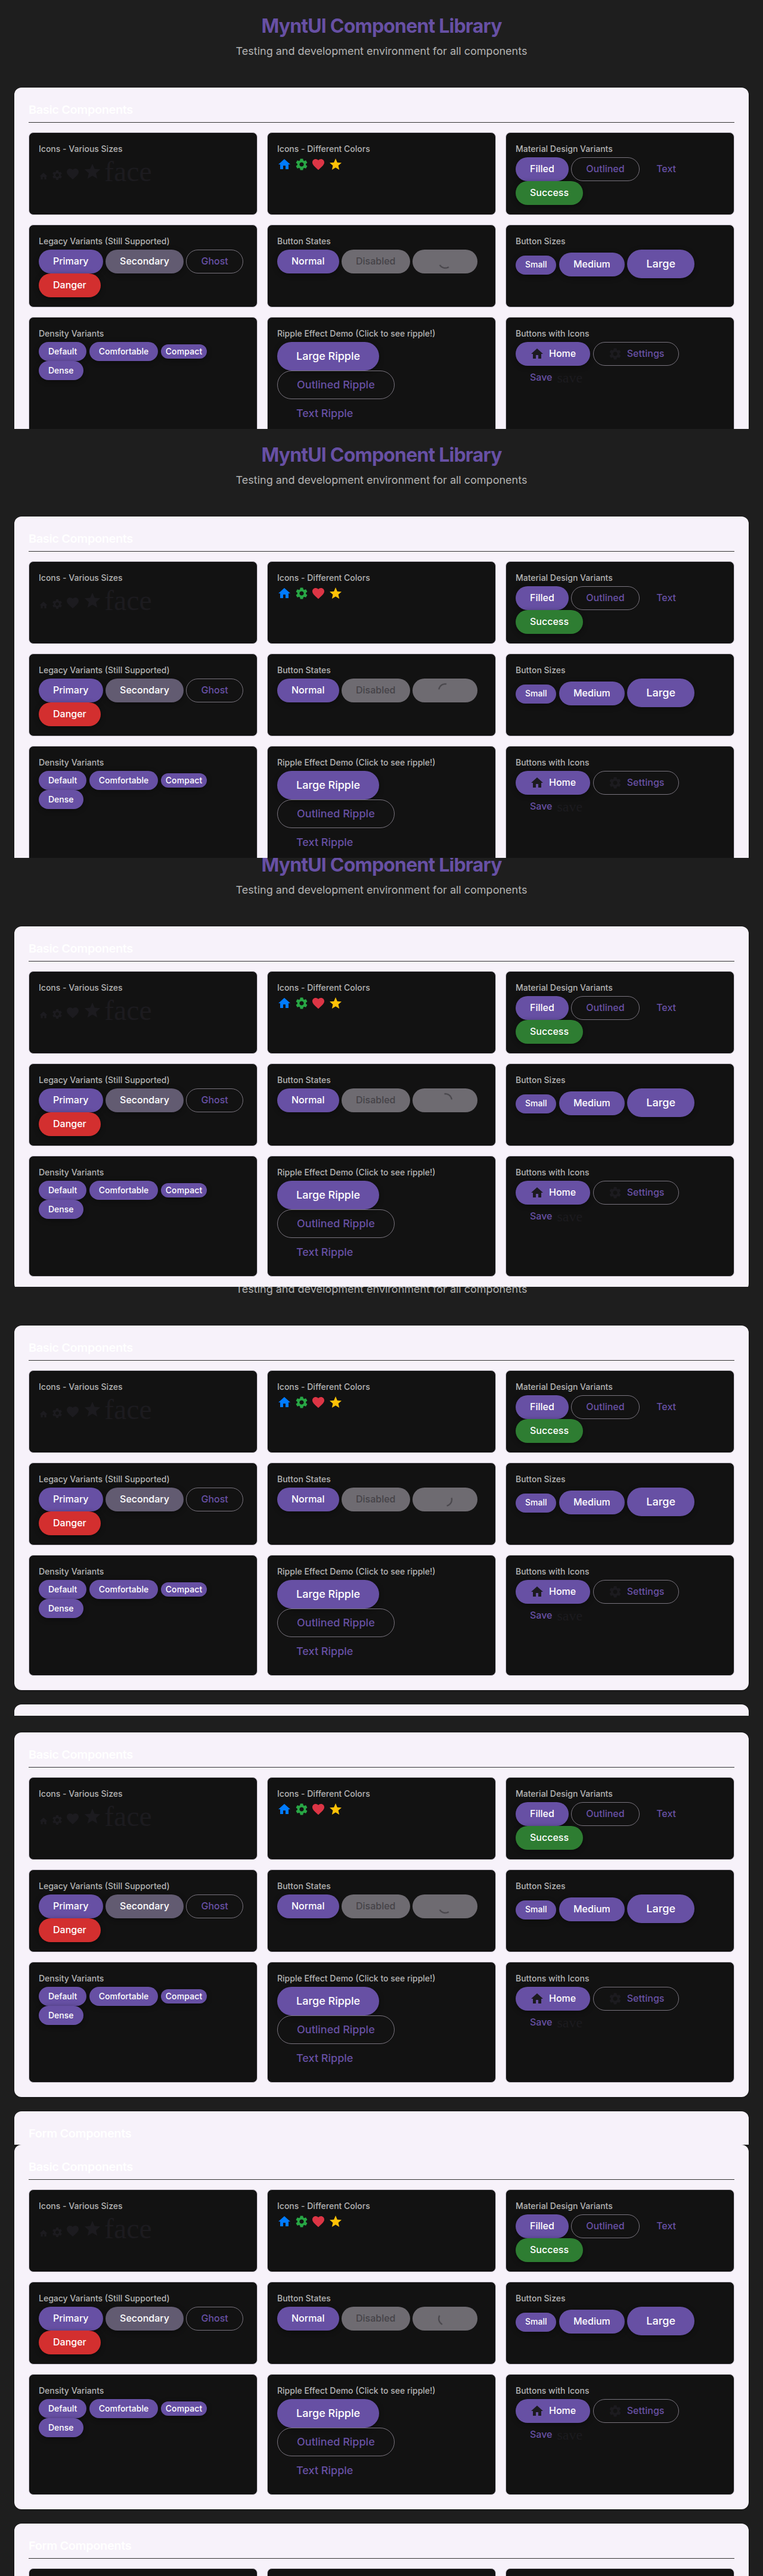 MyntUI Component Library
Testing and development environment for all components
Basic Components
Icons - Various Sizes
face
Icons - Different Colors
Material Design Variants
Filled Outlined Text
Success
Legacy Variants (Still Supported)
Primary Secondary Ghost
Danger
Button States
Normal Disabled
Button Sizes
Small Medium Large
Density Variants
Default Comfortable Compact
Dense
Ripple Effect Demo (Click to see ripple!)
Large Ripple
Outlined Ripple
Text Ripple
Buttons with Icons
Home Settings
Save save
MyntUI Component Library
Testing and development environment for all components
Basic Components
Icons - Various Sizes
face
Icons - Different Colors
Material Design Variants
Filled Outlined Text
Success
Legacy Variants (Still Supported)
Primary Secondary Ghost
Danger
Button States
Normal Disabled
Button Sizes
Small Medium Large
Density Variants
Default Comfortable Compact
Dense
Ripple Effect Demo (Click to see ripple!)
Large Ripple
Outlined Ripple
Text Ripple
Buttons with Icons
Home Settings
Save save
MyntUI Component Library
Testing and development environment for all components
Basic Components
Icons - Various Sizes
face
Icons - Different Colors
Material Design Variants
Filled Outlined Text
Success
Legacy Variants (Still Supported)
Primary Secondary Ghost
Danger
Button States
Normal Disabled
Button Sizes
Small Medium Large
Density Variants
Default Comfortable Compact
Dense
Ripple Effect Demo (Click to see ripple!)
Large Ripple
Outlined Ripple
Text Ripple
Buttons with Icons
Home Settings
Save save
Testing and development environment for all components
Basic Components
Icons - Various Sizes
face
Icons - Different Colors
Material Design Variants
Filled Outlined Text
Success
Legacy Variants (Still Supported)
Primary Secondary Ghost
Danger
Button States
Normal Disabled
Button Sizes
Small Medium Large
Density Variants
Default Comfortable Compact
Dense
Ripple Effect Demo (Click to see ripple!)
Large Ripple
Outlined Ripple
Text Ripple
Buttons with Icons
Home Settings
Save save
Basic Components
Icons - Various Sizes
face
Icons - Different Colors
Material Design Variants
Filled Outlined Text
Success
Legacy Variants (Still Supported)
Primary Secondary Ghost
Danger
Button States
Normal Disabled
Button Sizes
Small Medium Large
Density Variants
Default Comfortable Compact
Dense
Ripple Effect Demo (Click to see ripple!)
Large Ripple
Outlined Ripple
Text Ripple
Buttons with Icons
Home Settings
Save save
Form Components
Basic Components
Icons - Various Sizes
face
Icons - Different Colors
Material Design Variants
Filled Outlined Text
Success
Legacy Variants (Still Supported)
Primary Secondary Ghost
Danger
Button States
Normal Disabled
Button Sizes
Small Medium Large
Density Variants
Default Comfortable Compact
Dense
Ripple Effect Demo (Click to see ripple!)
Large Ripple
Outlined Ripple
Text Ripple
Buttons with Icons
Home Settings
Save save
Form Components